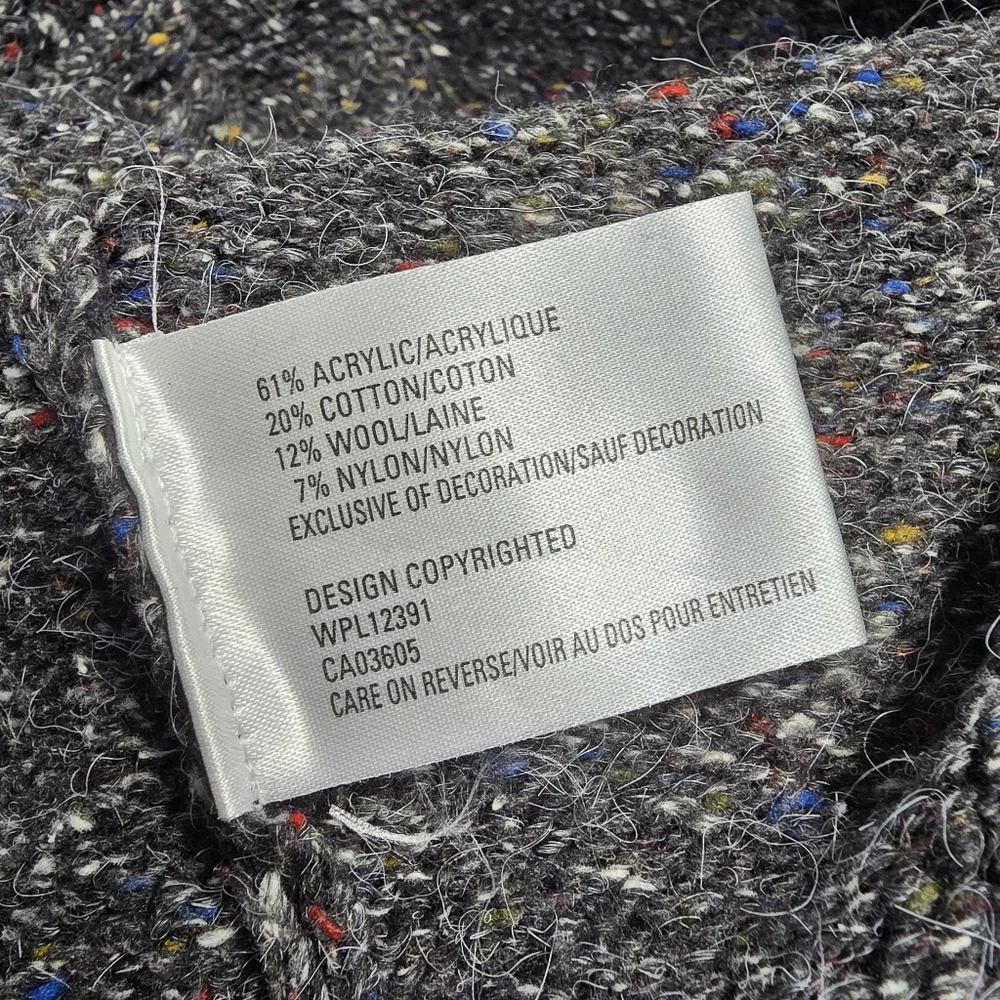 61% ACRYLIC/ACRYLIQUE
20% COTTON/COTON
12% WOOL/LAINE
7% NYLON/NYLON
EXCLUSIVE OF DECORATION/SAUF DECORATION
DESIGN COPYRIGHTED
WPL12391
CA03605
CARE ON REVERSE/VOIR AU DOS POUR ENTRETIEN